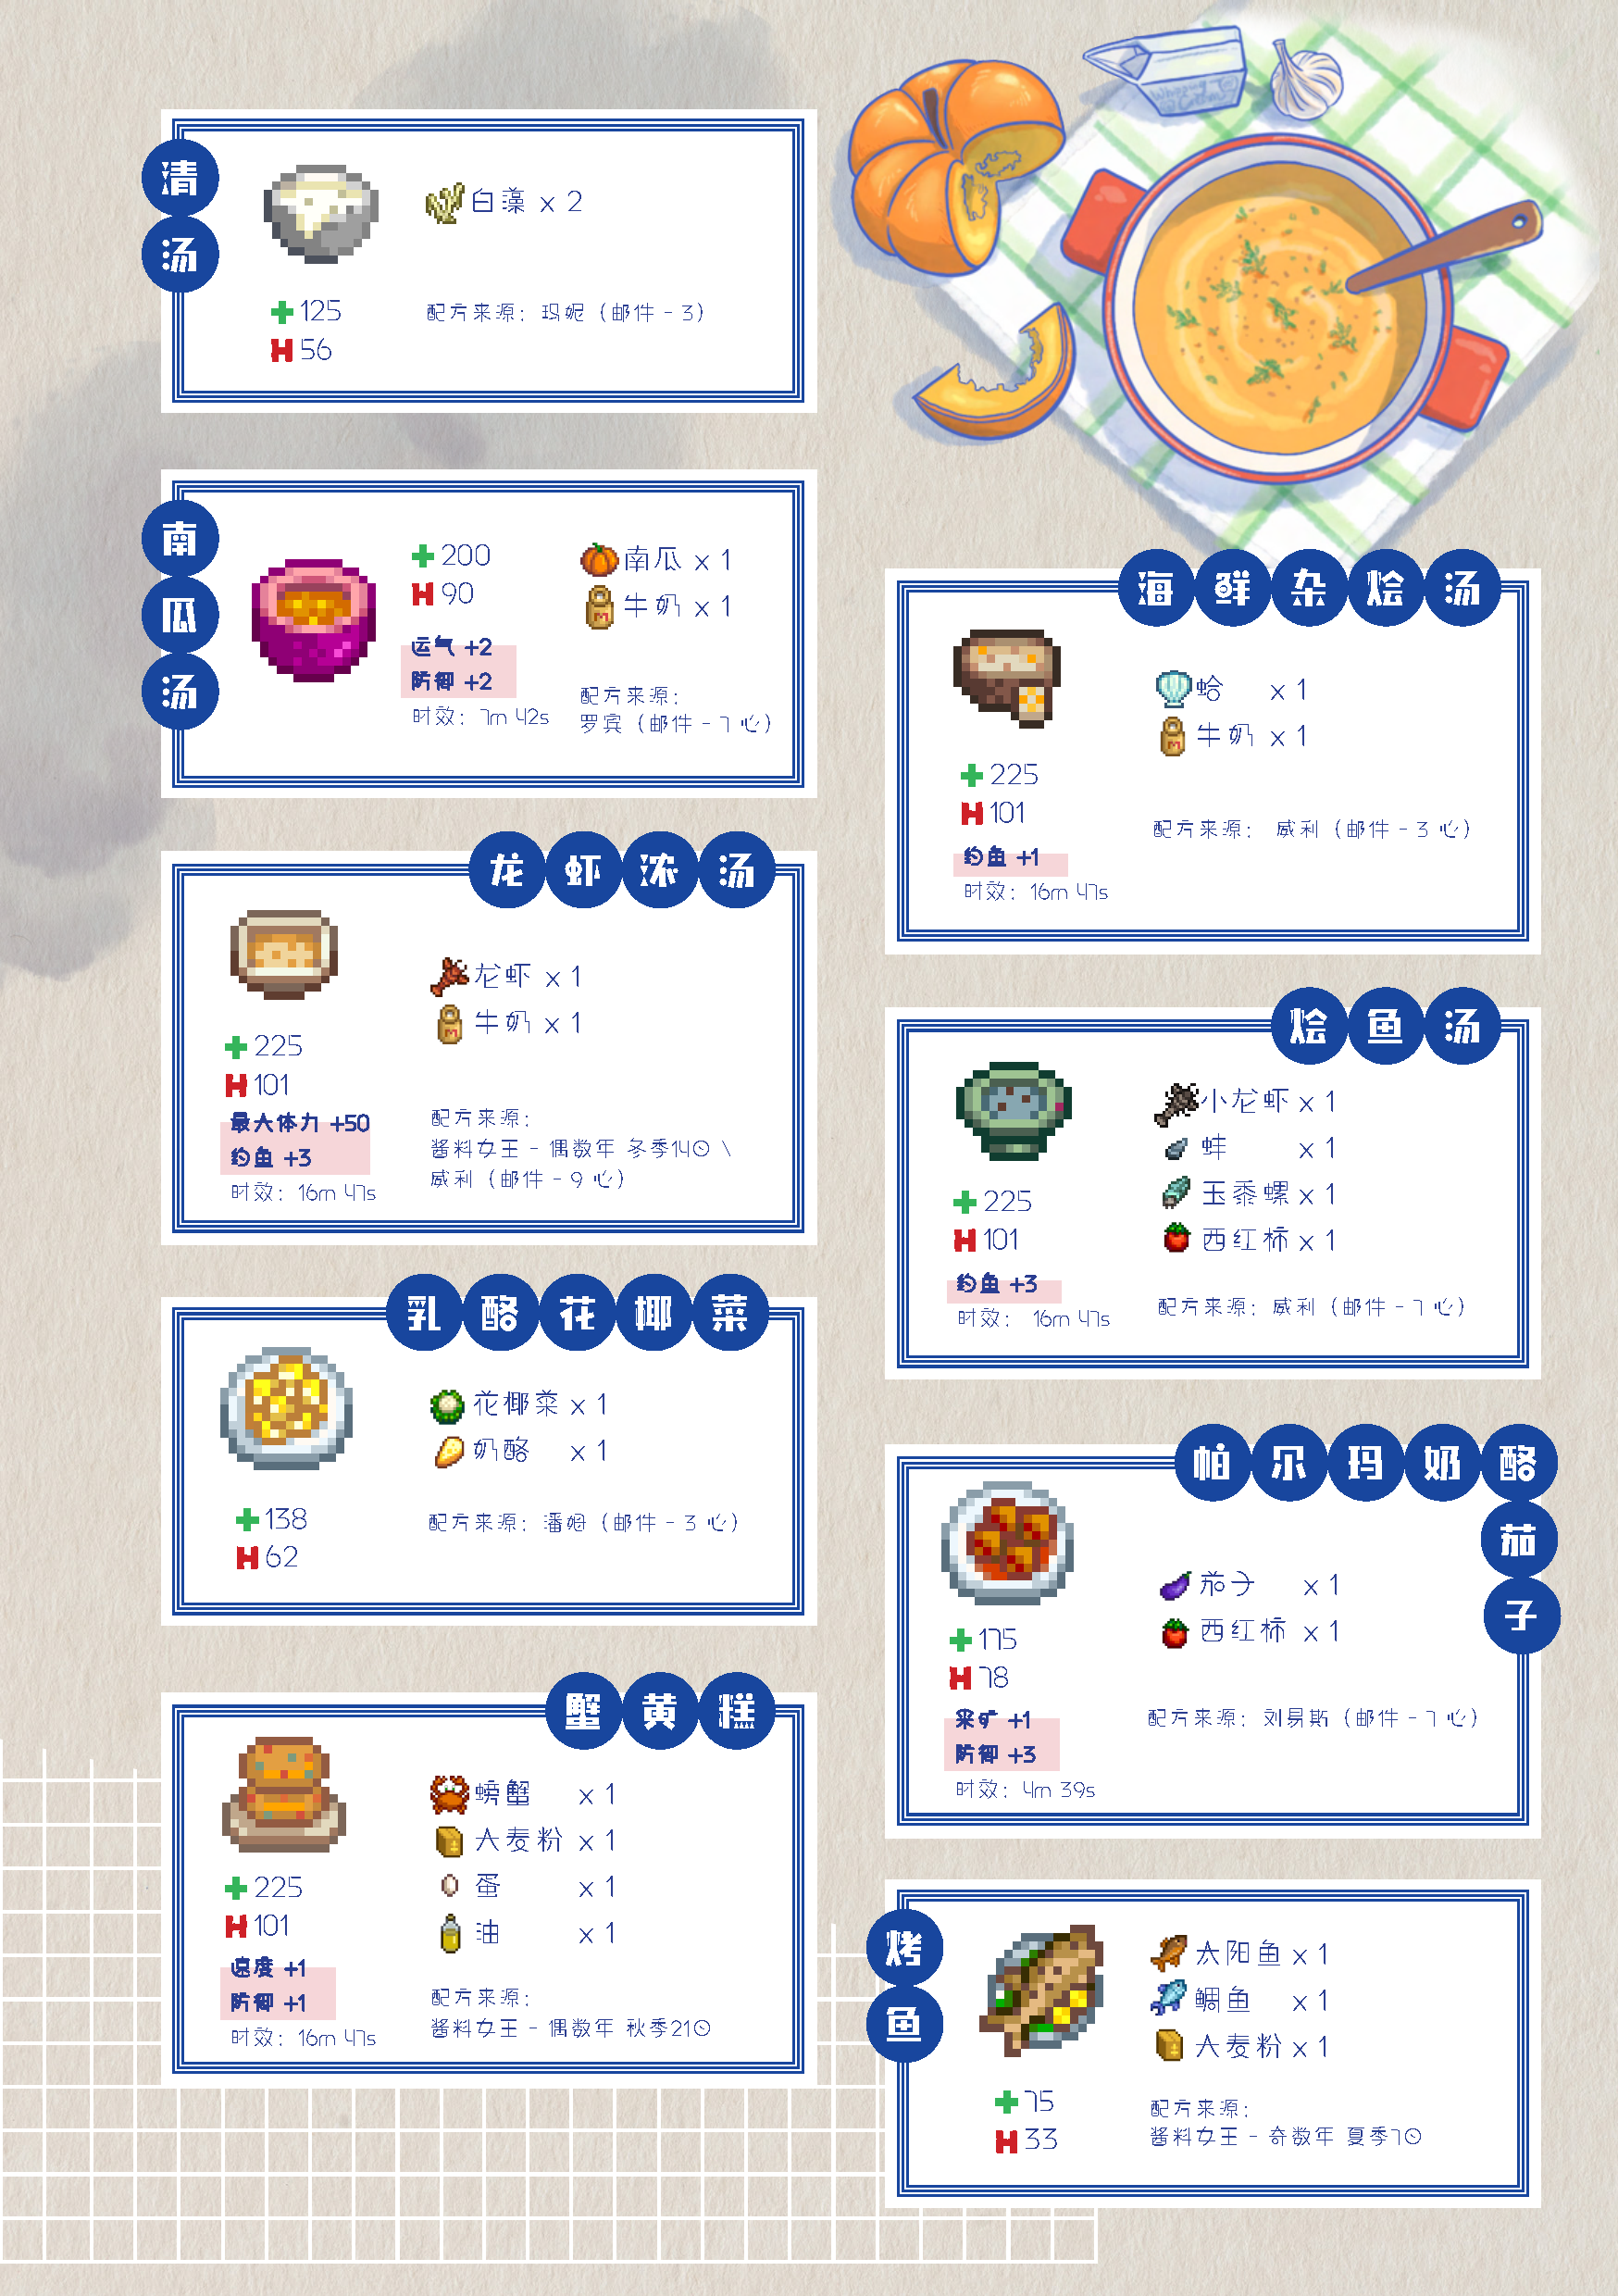 清汤
白藻 x 2
125
配方来源：玛妮（邮件 - 3）
H 56
南瓜汤
200
南瓜 x 1
H 90
牛奶 x 1
运气 +2
防御 +2
配方来源：
时效：7m 42s
罗宾（邮件 - 7 心）
龙虾浓汤
龙虾 x 1
牛奶 x 1
225
H 101
最大体力 +50
配方来源：
钓鱼 +3
酱料女王 - 偶数年 冬季14日 \
时效：16m 47s
威利（邮件 - 9 心）
乳酪花椰菜
花椰菜 x 1
奶酪 x 1
138
配方来源：潘姆（邮件 - 3 心）
H 62
蟹黄糕
螃蟹 x 1
大麦粉 x 1
蛋 x 1
225
油 x 1
H 101
速度 +1
防御 +1
配方来源：
时效：16m 47s
酱料女王 - 偶数年 秋季21日
海鲜杂烩汤
蛤 x 1
牛奶 x 1
225
H 101
配方来源： 威利（邮件 - 3 心）
钓鱼 +1
时效：16m 47s
烩鱼汤
小龙虾 x 1
蚌 x 1
玉黍螺 x 1
西红柿 x 1
225
H 101
钓鱼 +3
配方来源：威利（邮件 - 7 心）
时效： 16m 47s
帕尔玛奶酪茄子
茄子 x 1
西红柿 x 1
175
H 78
采矿 +1
配方来源：刘易斯（邮件 - 7 心）
防御 +3
时效：4m 39s
烤鱼
太阳鱼 x 1
鲷鱼 x 1
大麦粉 x 1
75
配方来源：
H 33
酱料女王 - 奇数年 夏季7日